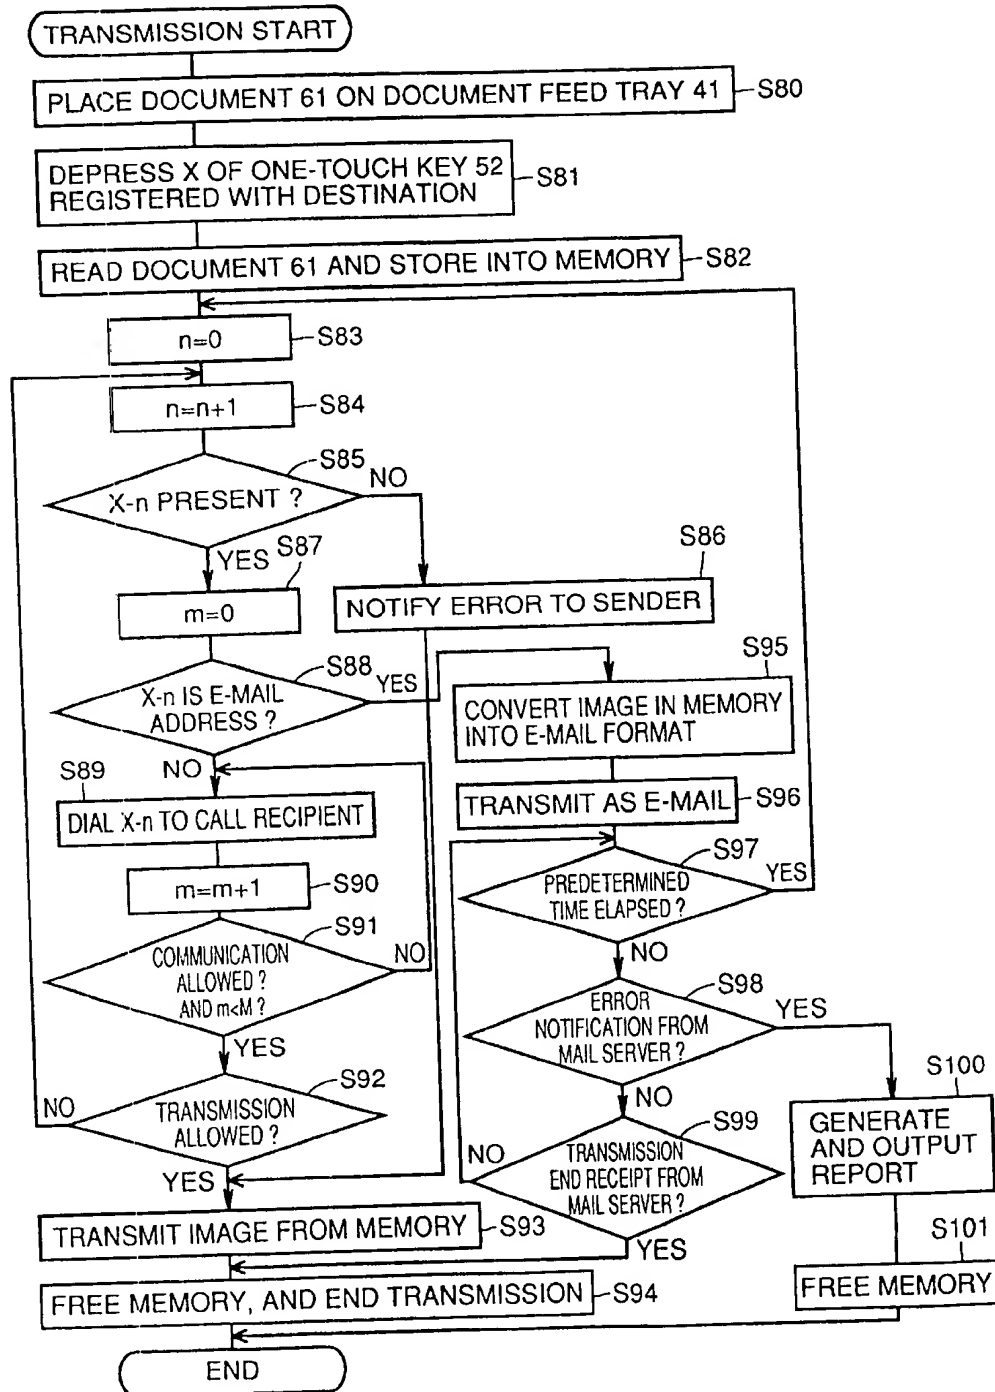 TRANSMISSION START
PLACE DOCUMENT 61 ON DOCUMENT FEED TRAY 41
S80
DEPRESS X OF ONE-TOUCH KEY 52
REGISTERED WITH DESTINATION
S81
READ DOCUMENT 61 AND STORE INTO MEMORY
S82
n=0
S83
n=n+1
S84
X-n PRESENT ?
S85
NO
YES
S87
m=0
S86
NOTIFY ERROR TO SENDER
X-n IS E-MAIL
ADDRESS ?
S88
YES
NO
S95
CONVERT IMAGE IN MEMORY
INTO E-MAIL FORMAT
S89
DIAL X-n TO CALL RECIPIENT
TRANSMIT AS E-MAIL
S96
m=m+1
S90
PREDETERMINED
TIME ELAPSED ?
S97
YES
NO
COMMUNICATION
ALLOWED ?
AND m<M ?
S91
NO
YES
ERROR
NOTIFICATION FROM
MAIL SERVER ?
S98
YES
NO
TRANSMISSION
ALLOWED ?
S92
NO
YES
TRANSMISSION
END RECEIPT FROM
MAIL SERVER ?
S99
NO
YES
S100
GENERATE
AND OUTPUT
REPORT
TRANSMIT IMAGE FROM MEMORY
S93
S101
FREE MEMORY
FREE MEMORY, AND END TRANSMISSION
S94
END